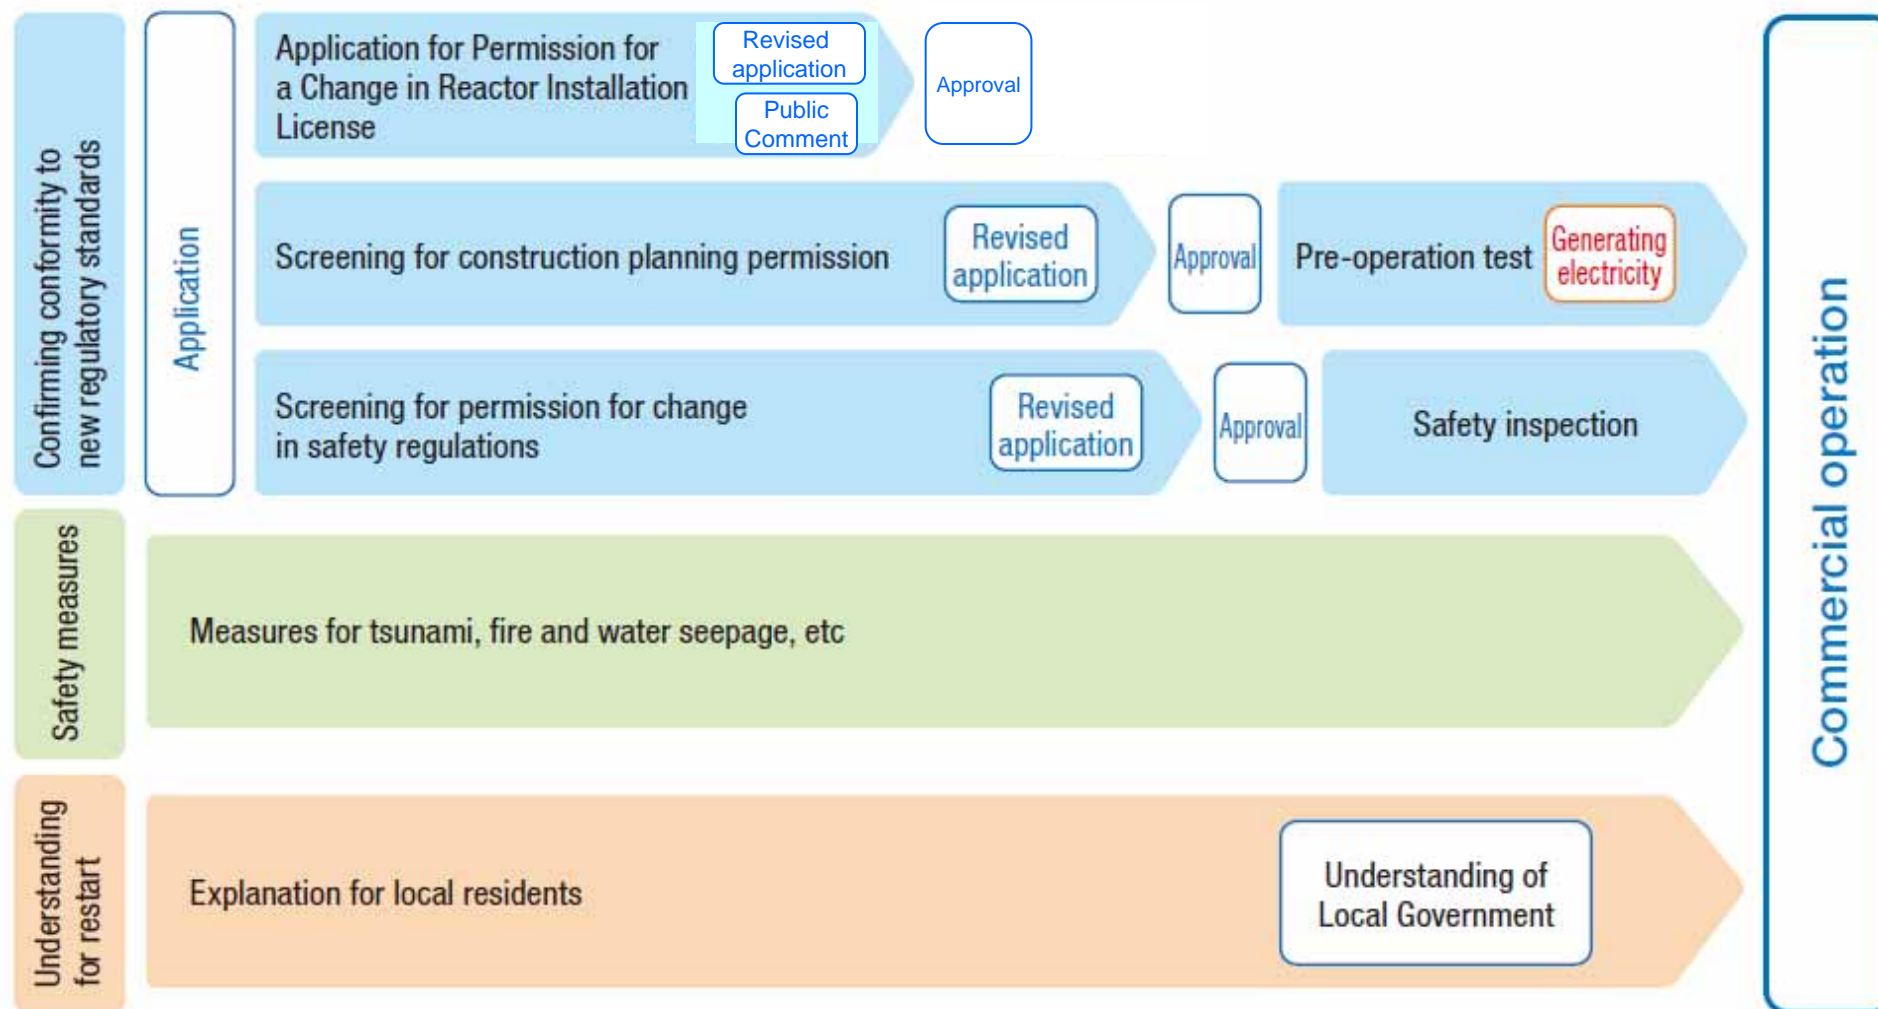 Confirming conformity to
new regulatory standards
Application
Application for Permission for
a Change in Reactor Installation
License
Revised
application
Public
Comment
Approval
Screening for construction planning permission
Revised
application
Approval
Pre-operation test
Generating
electricity
Screening for permission for change
in safety regulations
Revised
application
Approval
Safety inspection
Safety measures
Measures for tsunami, fire and water seepage, etc
Understanding
for restart
Explanation for local residents
Understanding of
Local Government
Commercial operation